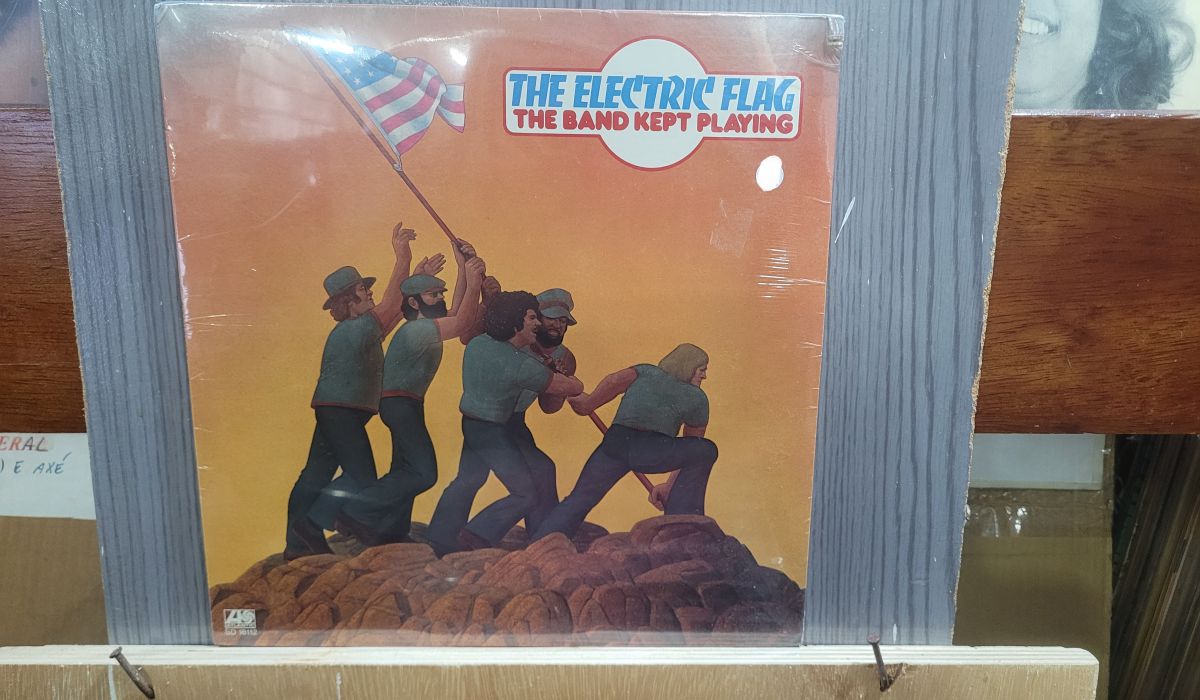 THE ELECTRIC FLAG
THE BAND KEPT PLAYING
ERAL
) E AXÉ
SD 18112